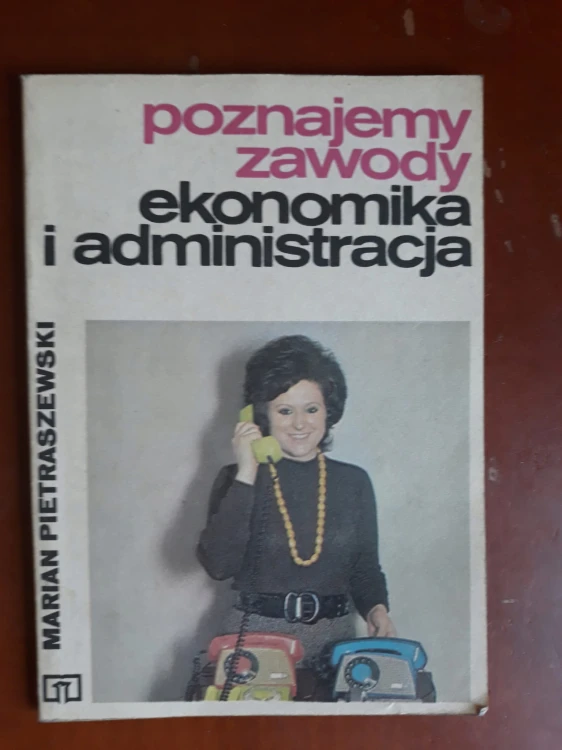 poznajemy
zawody
ekonomika
i administracja
MARIAN PIETRASZEWSKI